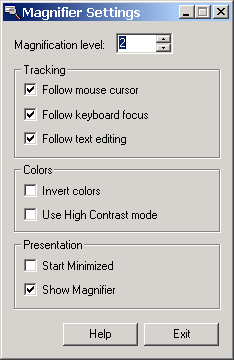 Magnifier Settings
Magnification level: 2
Tracking
Follow mouse cursor
Follow keyboard focus
Follow text editing
Colors
Invert colors
Use High Contrast mode
Presentation
Start Minimized
Show Magnifier
Help Exit